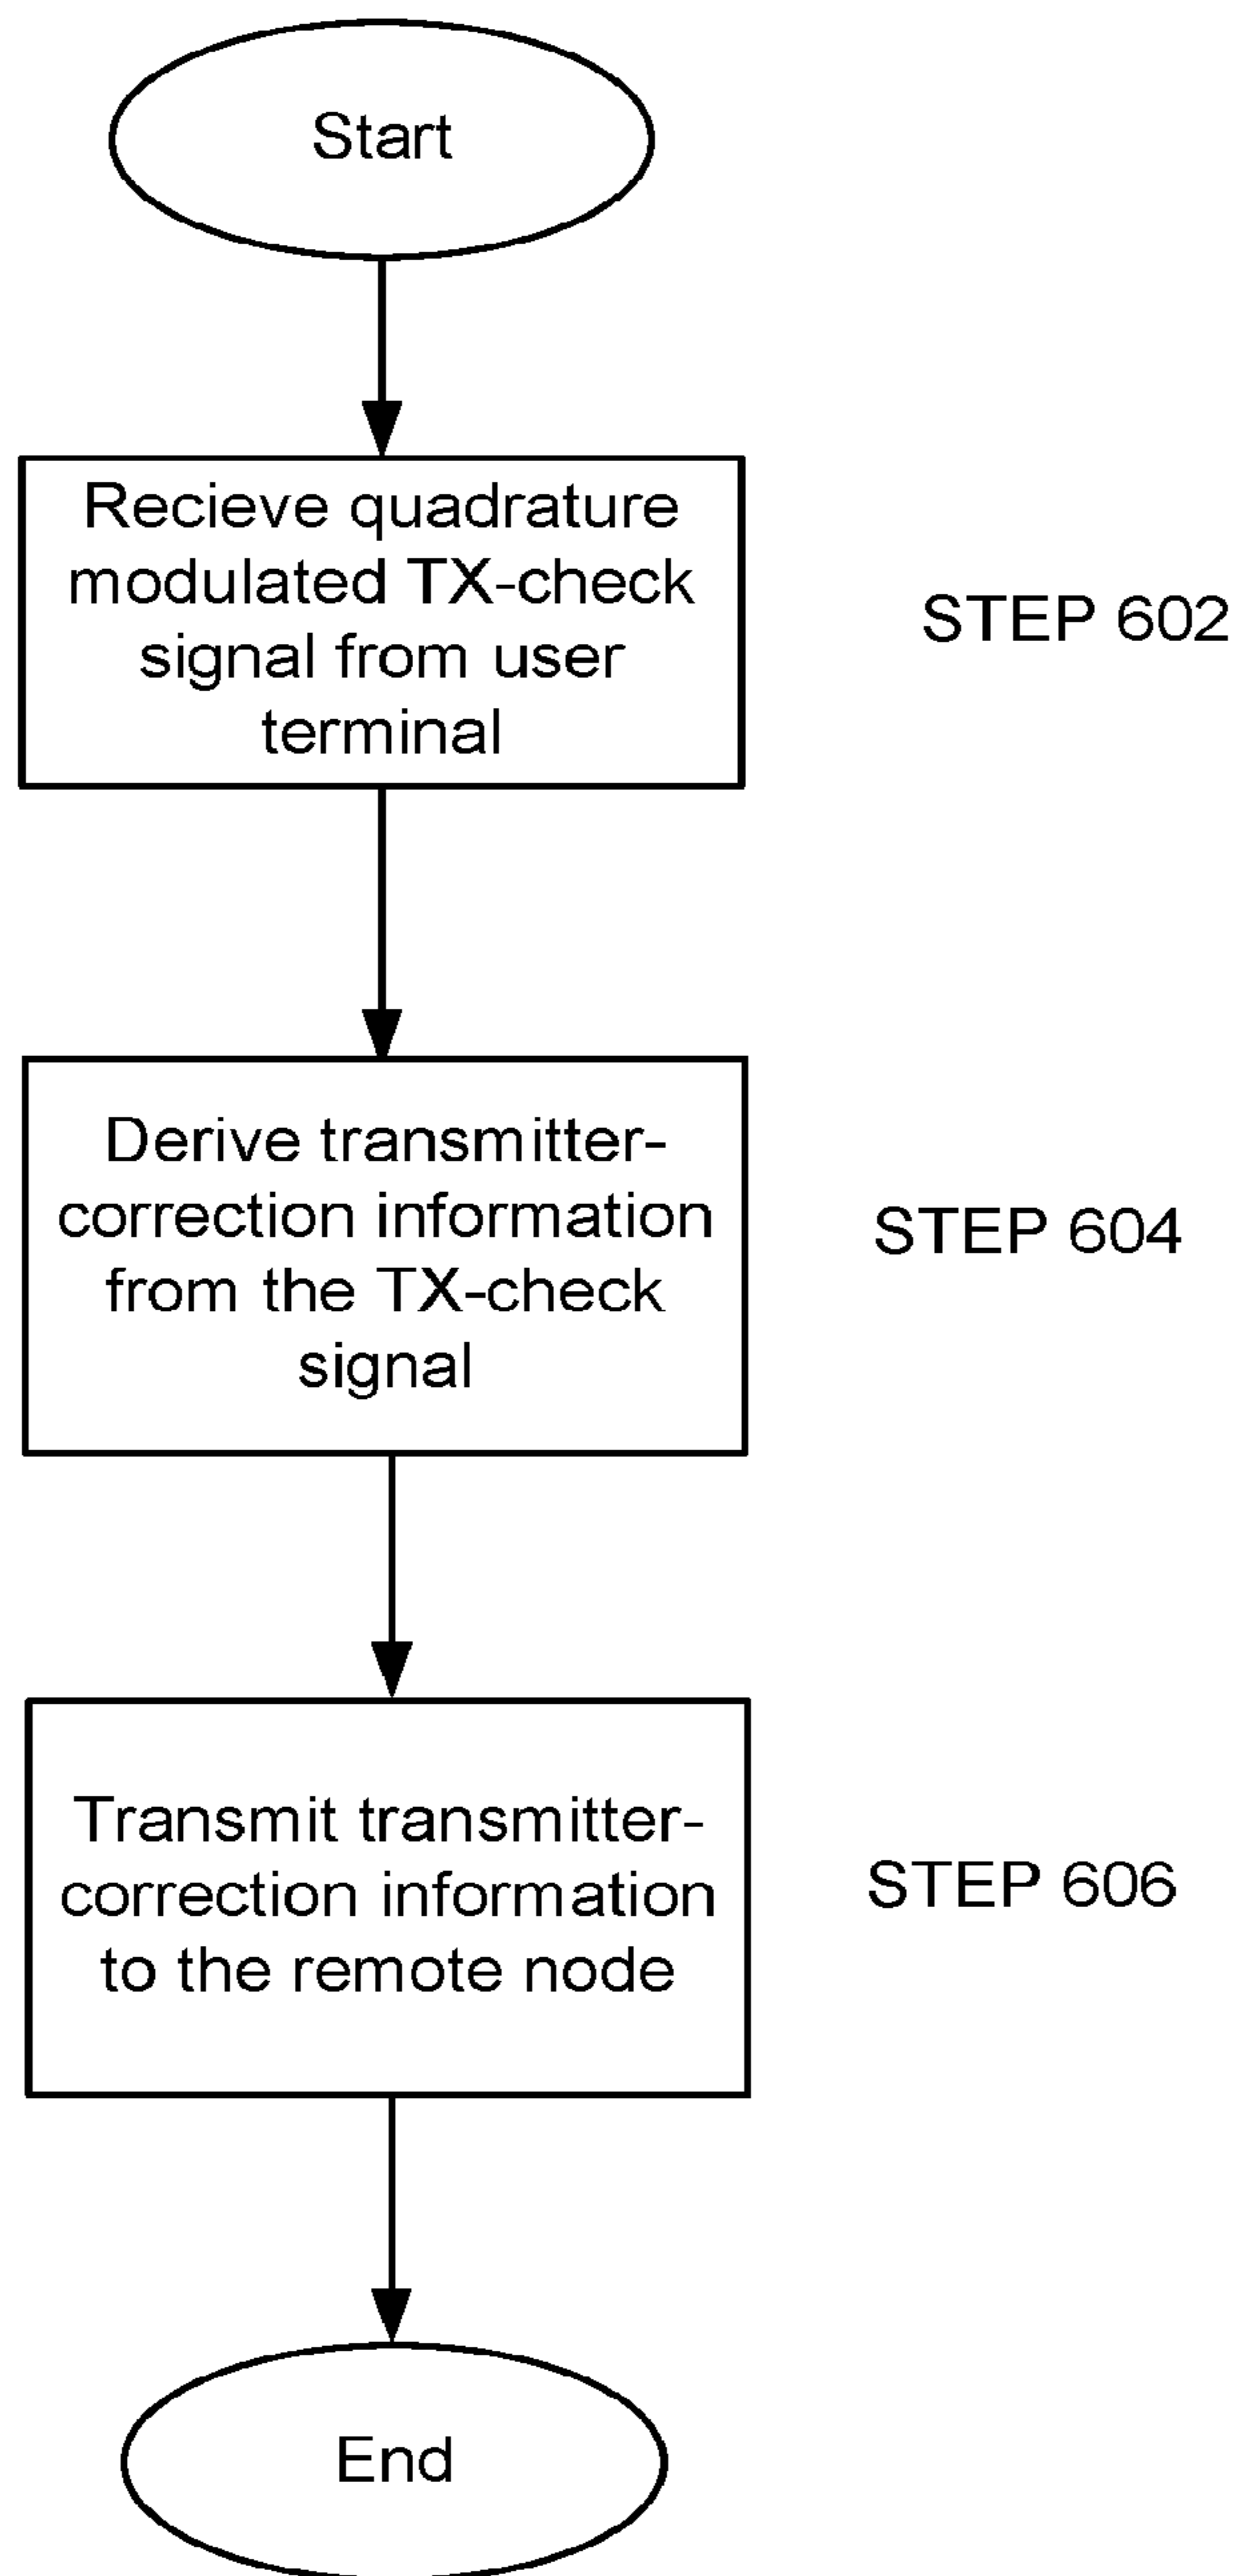 Start
Recieve quadrature
modulated TX-check
signal from user
terminal
STEP 602
Derive transmitter-
correction information
from the TX-check
signal
STEP 604
Transmit transmitter-
correction information
to the remote node
STEP 606
End